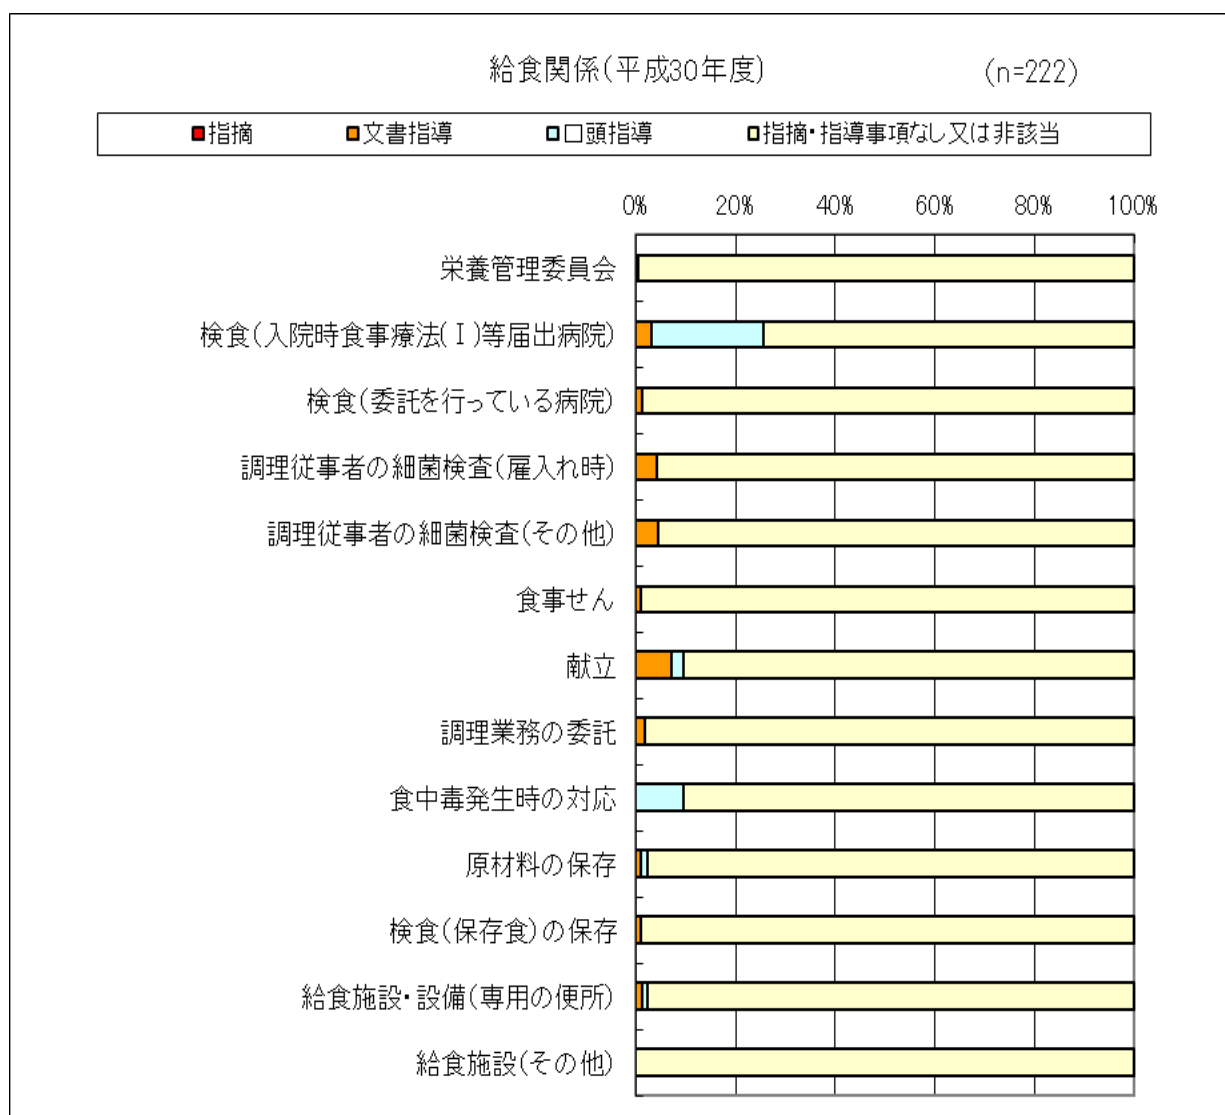 給食関係(平成30年度) (n=222)
指摘 文書指導 口頭指導 指摘・指導事項なし又は非該当
0% 20% 40% 60% 80% 100%
栄養管理委員会
検食(入院時食事療法(Ⅰ)等届出病院)
検食(委託を行っている病院)
調理従事者の細菌検査(雇入れ時)
調理従事者の細菌検査(その他)
食事せん
献立
調理業務の委託
食中毒発生時の対応
原材料の保存
検食(保存食)の保存
給食施設・設備(専用の便所)
給食施設(その他)